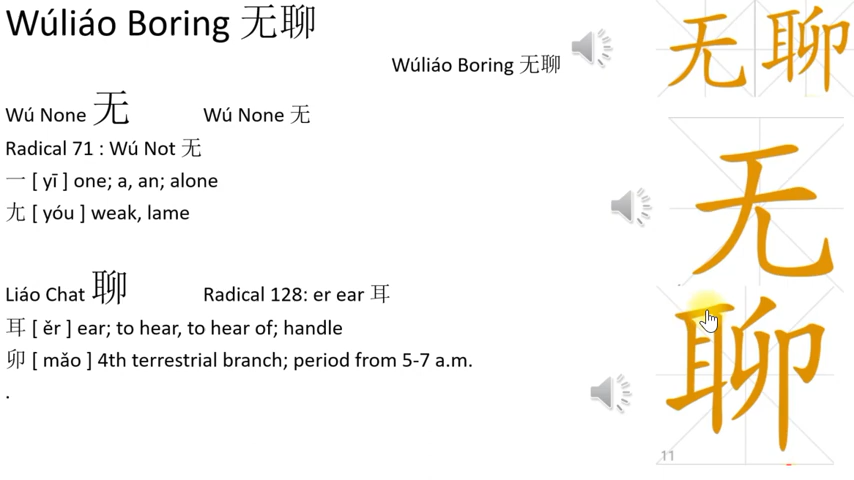 Wúliáo Boring 无聊
Wúliáo Boring 无聊
无聊
Wú None 无 Wú None 无
Radical 71 : Wú Not 无
一 [ yī ] one; a, an; alone
尢 [ yóu ] weak, lame
无
Liáo Chat 聊 Radical 128: er ear 耳
耳 [ ěr ] ear; to hear, to hear of; handle
卯 [ mǎo ] 4th terrestrial branch; period from 5-7 a.m.
.
聊
11